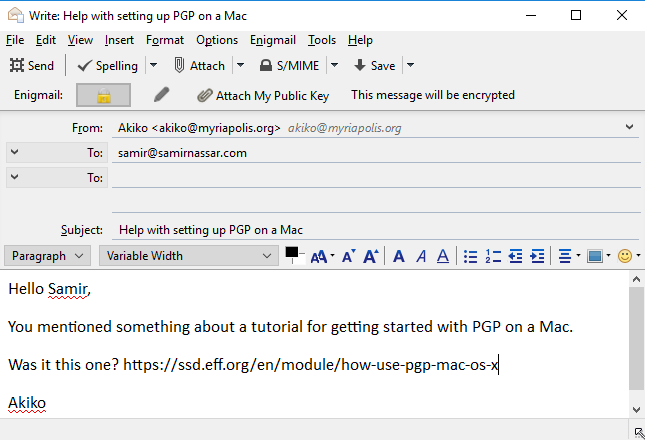 Write: Help with setting up PGP on a Mac
File Edit View Insert Format Options Enigmail Tools Help
Send Spelling Attach S/MIME Save
Enigmail: Attach My Public Key This message will be encrypted
From: Akiko <akiko@myriapolis.org> akiko@myriapolis.org
To: samir@samirnassar.com
To:
Subject: Help with setting up PGP on a Mac
Paragraph Variable Width
Hello Samir,
You mentioned something about a tutorial for getting started with PGP on a Mac.
Was it this one? https://ssd.eff.org/en/module/how-use-pgp-mac-os-x
Akiko